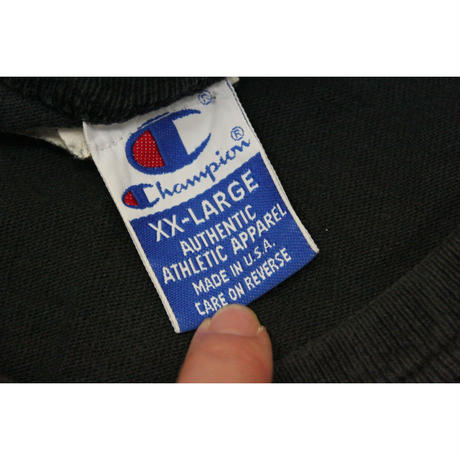 ®
Champion®
XX-LARGE
AUTHENTIC
ATHLETIC APPAREL
MADE IN U.S.A.
CARE ON REVERSE